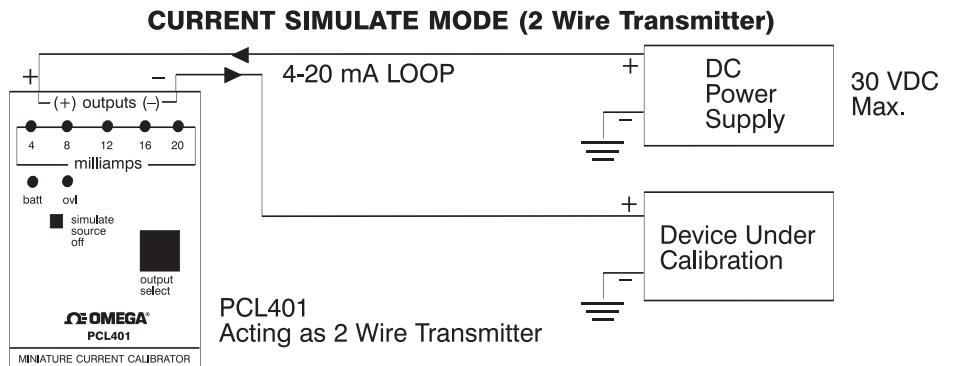 CURRENT SIMULATE MODE (2 Wire Transmitter)
+
−
4-20 mA LOOP
(+) outputs (−)
4 8 12 16 20
milliamps
batt ovl
simulate
source
off
output
select
OMEGA®
PCL401
MINIATURE CURRENT CALIBRATOR
PCL401
Acting as 2 Wire Transmitter
+
−
DC
Power
Supply
30 VDC
Max.
+
−
Device Under
Calibration